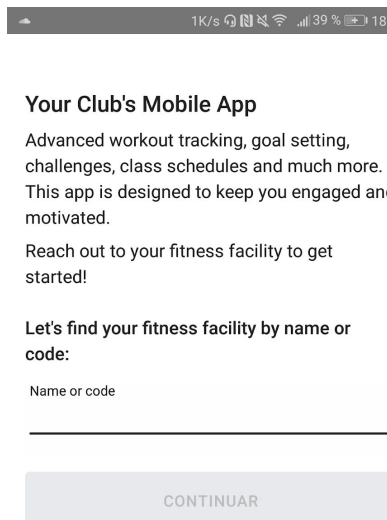 1K/s 39 % 18
Your Club's Mobile App
Advanced workout tracking, goal setting,
challenges, class schedules and much more.
This app is designed to keep you engaged an
motivated.
Reach out to your fitness facility to get
started!
Let's find your fitness facility by name or
code:
Name or code
CONTINUAR